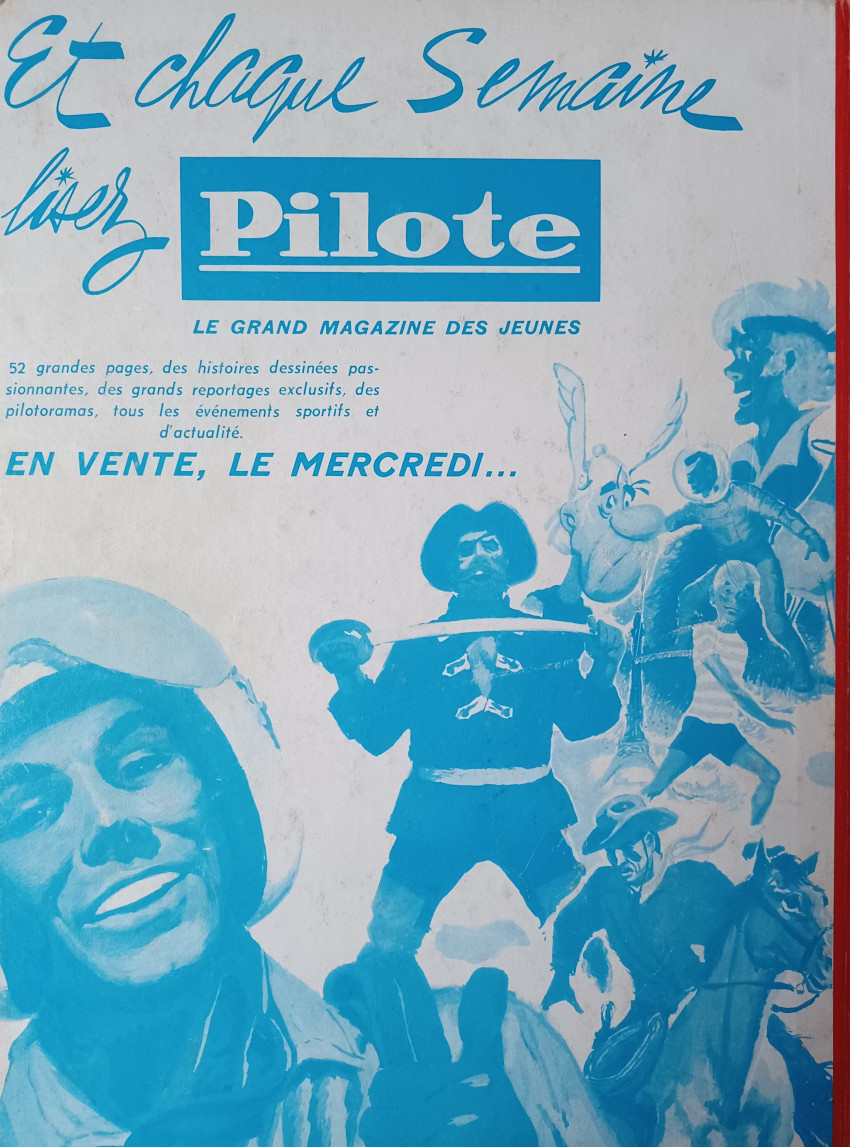 Et chaque Semaine
lisez Pilote
LE GRAND MAGAZINE DES JEUNES
52 grandes pages, des histoires dessinées pas-
sionnantes, des grands reportages exclusifs, des
pilotoramas, tous les événements sportifs et
d'actualité.
EN VENTE, LE MERCREDI...